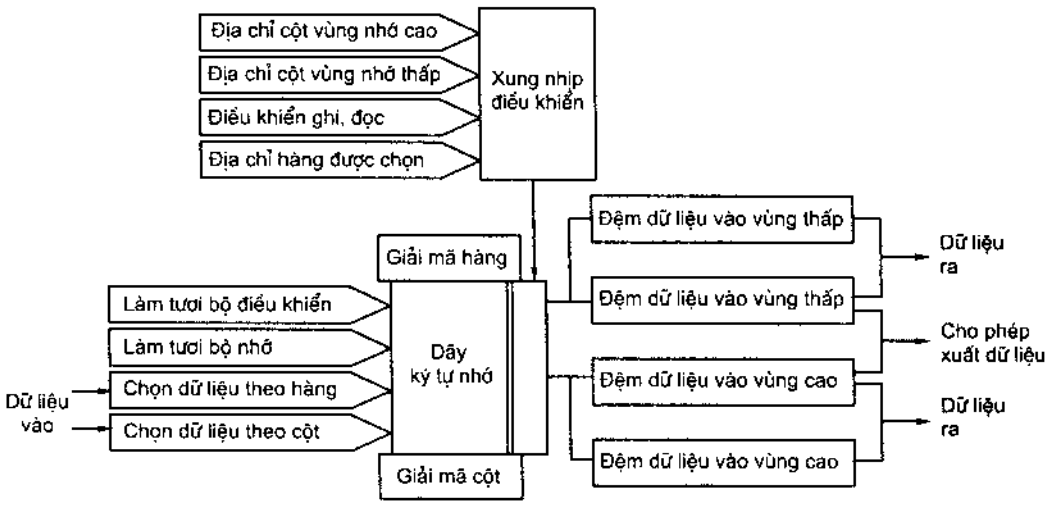 Địa chỉ cột vùng nhớ cao
Địa chỉ cột vùng nhớ thấp
Điều khiển ghi, đọc
Địa chỉ hàng được chọn
Xung nhịp
điều khiển
Đệm dữ liệu vào vùng thấp
Đệm dữ liệu vào vùng thấp
Đệm dữ liệu vào vùng cao
Đệm dữ liệu vào vùng cao
Dữ liệu
ra
Cho phép
xuất dữ liệu
Dữ liệu
ra
Giải mã hàng
Dãy
ký tự nhớ
Giải mã cột
Làm tươi bộ điều khiển
Làm tươi bộ nhớ
Chọn dữ liệu theo hàng
Chọn dữ liệu theo cột
Dữ liệu
vào